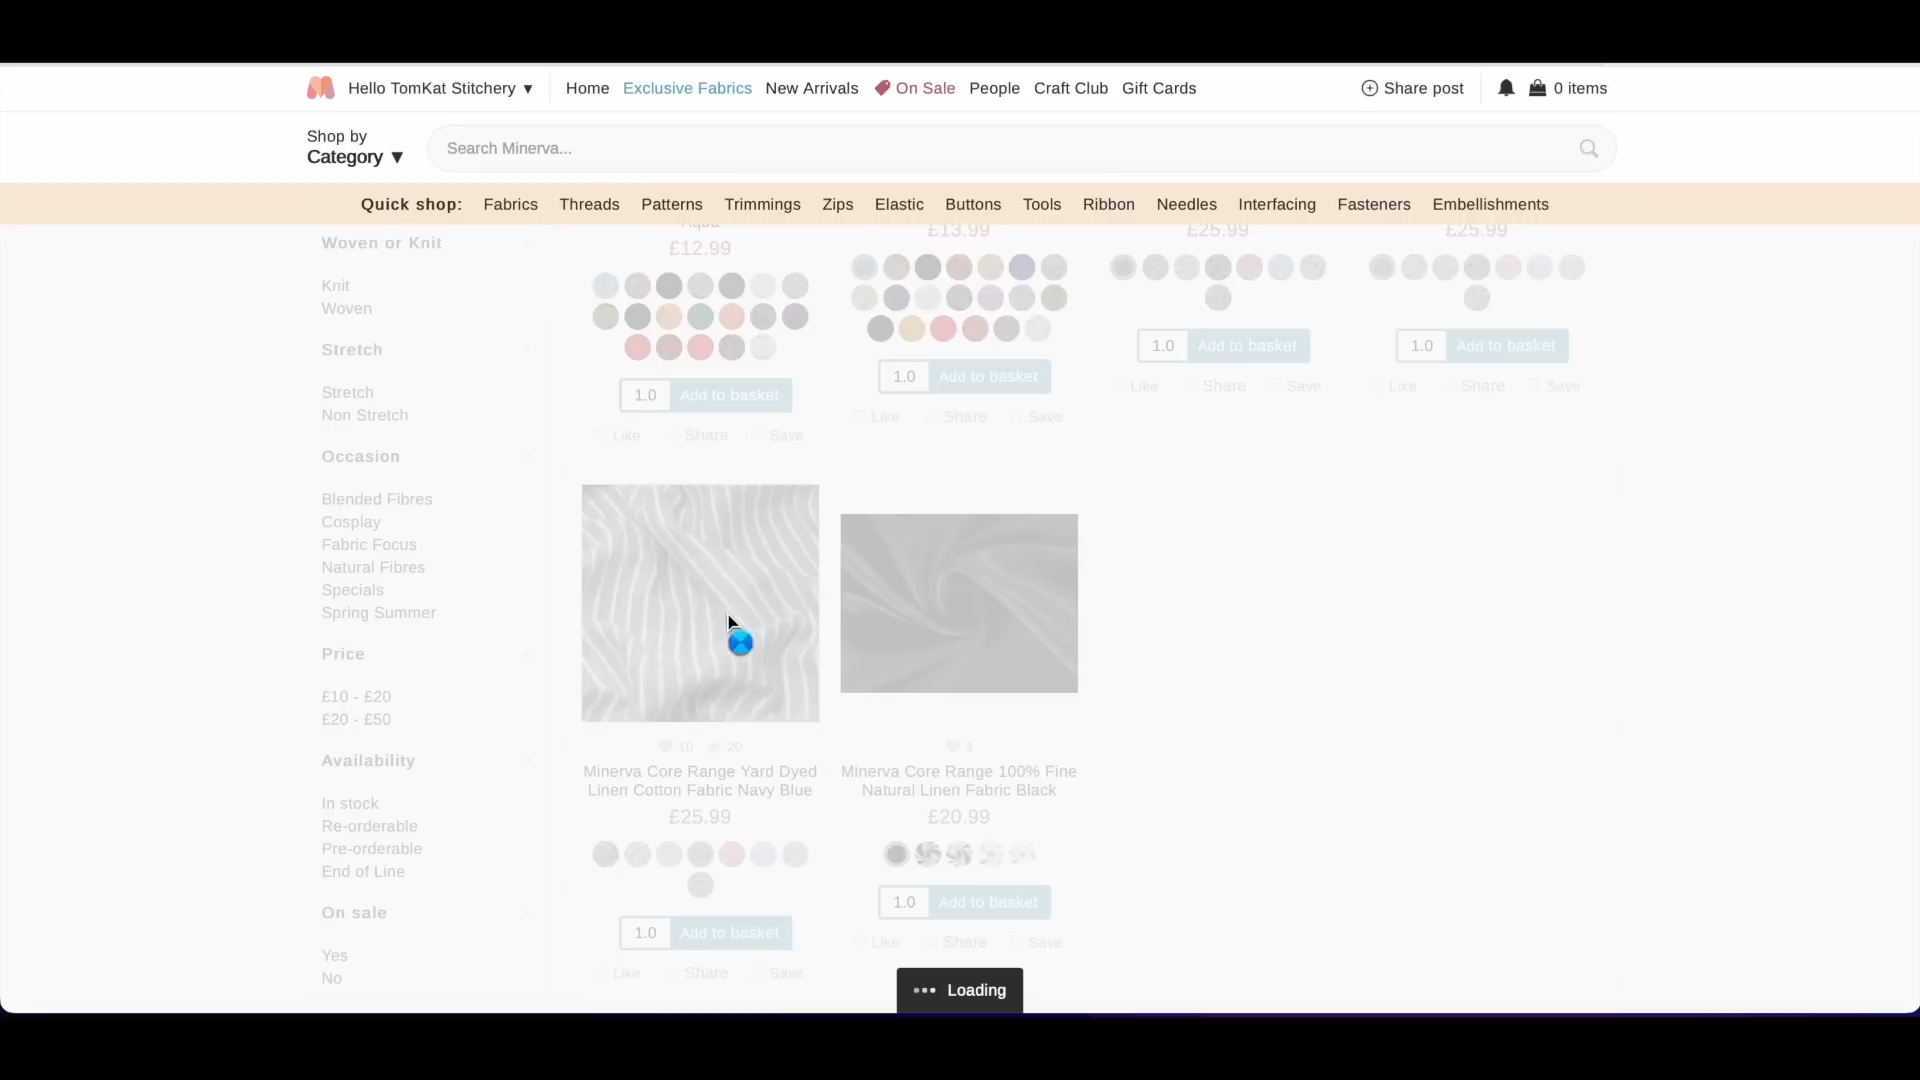 Hello TomKat Stitchery ▼
Home Exclusive Fabrics New Arrivals On Sale People Craft Club Gift Cards
Share post
0 items
Shop by
Category ▼
Search Minerva...
Quick shop: Fabrics Threads Patterns Trimmings Zips Elastic Buttons Tools Ribbon Needles Interfacing Fasteners Embellishments
Woven or Knit
Knit
Woven
Stretch
Stretch
Non Stretch
Occasion
Blended Fibres
Cosplay
Fabric Focus
Natural Fibres
Specials
Spring Summer
Price
£10 - £20
£20 - £50
Availability
In stock
Re-orderable
Pre-orderable
End of Line
On sale
Yes
No
Aqua
£12.99
1.0 Add to basket
Like Share Save
£13.99
1.0 Add to basket
Like Share Save
£25.99
1.0 Add to basket
Like Share Save
£25.99
1.0 Add to basket
Like Share Save
10 20
Minerva Core Range Yard Dyed
Linen Cotton Fabric Navy Blue
£25.99
1.0 Add to basket
Like Share Save
3
Minerva Core Range 100% Fine
Natural Linen Fabric Black
£20.99
1.0 Add to basket
Like Share Save
Loading